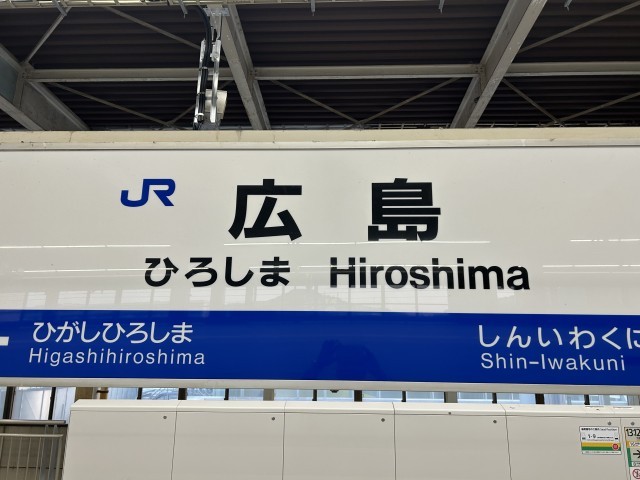 JR 広島
ひろしま Hiroshima
ひがしひろしま しんいわくに
Higashihiroshima Shin-Iwakuni
1312